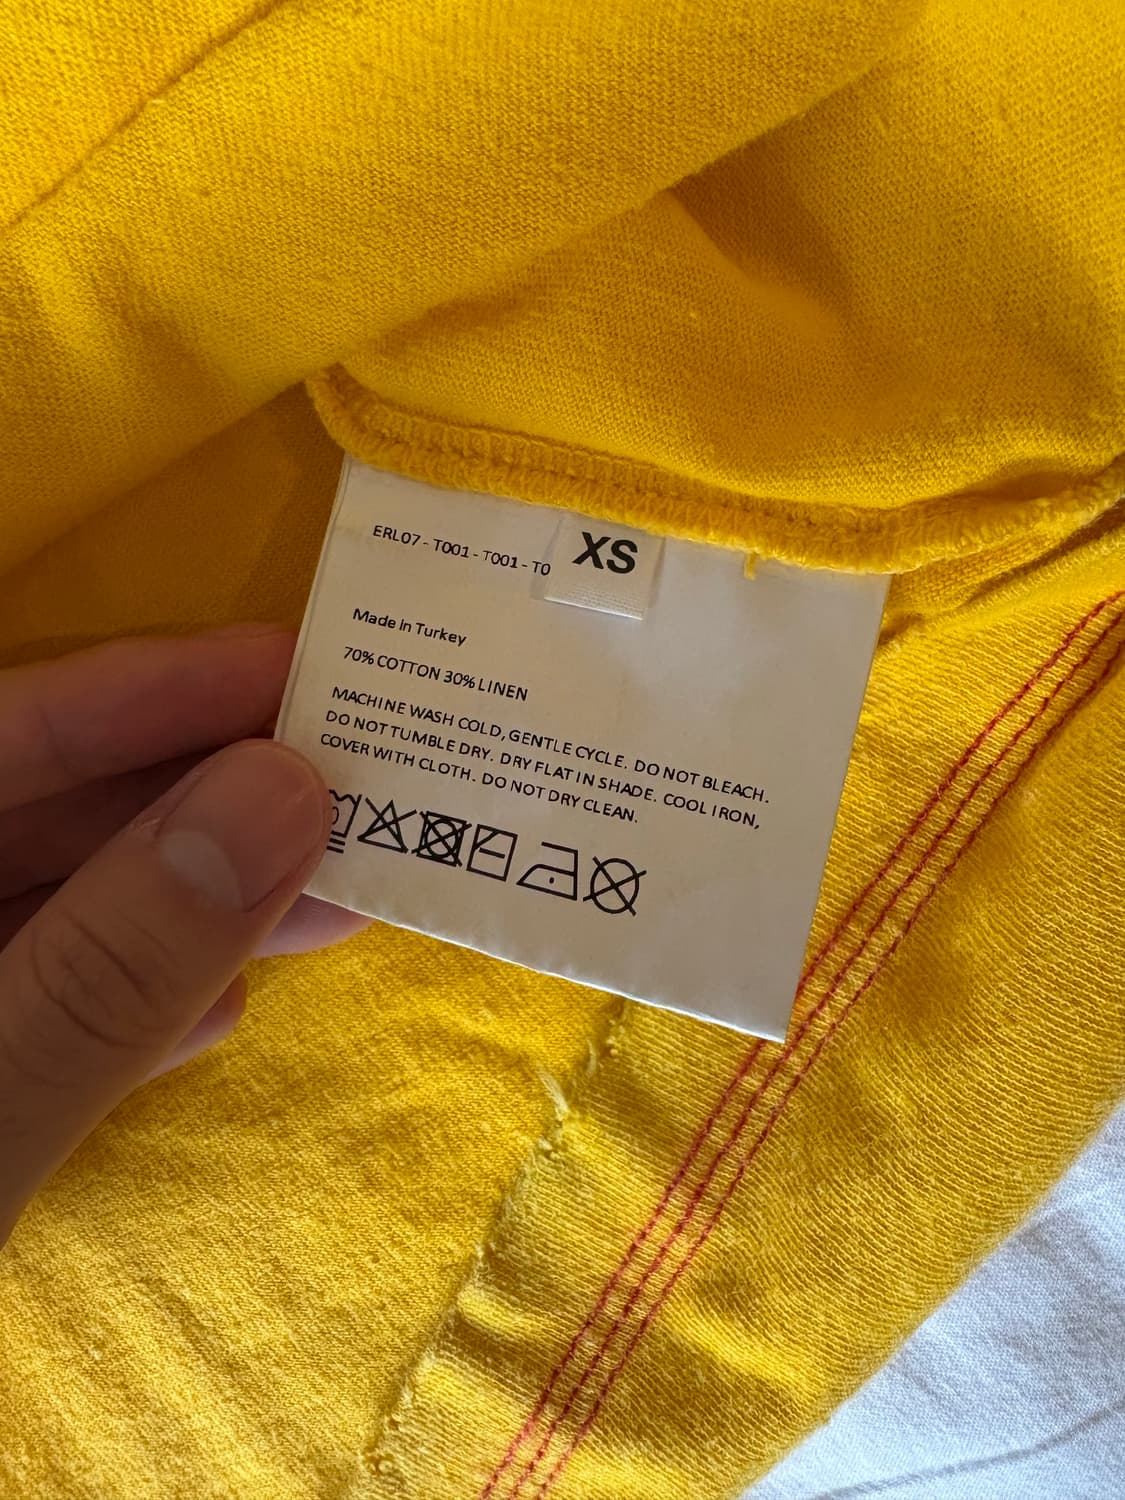 ERL07 - T001 - T001 - T0
XS
Made in Turkey
70% COTTON 30% LINEN
MACHINE WASH COLD, GENTLE CYCLE. DO NOT BLEACH.
DO NOT TUMBLE DRY. DRY FLAT IN SHADE. COOL IRON,
COVER WITH CLOTH. DO NOT DRY CLEAN.